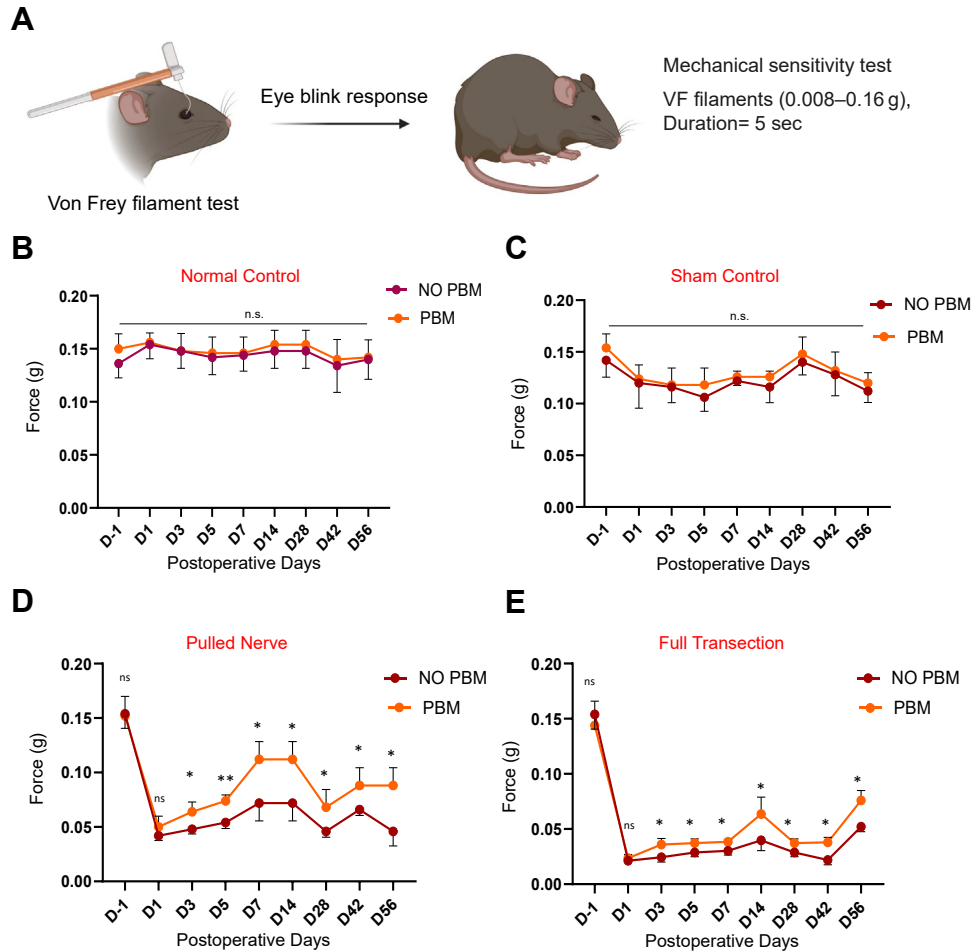 A
Eye blink response
Von Frey filament test
Mechanical sensitivity test
VF filaments (0.008–0.16 g),
Duration= 5 sec
B
Normal Control
NO PBM
PBM
n.s.
0.20
0.15
0.10
0.05
0.00
Force (g)
D-1 D1 D3 D5 D7 D14 D28 D42 D56
Postoperative Days
C
Sham Control
NO PBM
PBM
n.s.
0.20
0.15
0.10
0.05
0.00
Force (g)
D-1 D1 D3 D5 D7 D14 D28 D42 D56
Postoperative Days
D
Pulled Nerve
NO PBM
PBM
ns ns * ** * * * * *
0.20
0.15
0.10
0.05
0.00
Force (g)
D-1 D1 D3 D5 D7 D14 D28 D42 D56
Postoperative Days
E
Full Transection
NO PBM
PBM
ns ns * * * * * * *
0.20
0.15
0.10
0.05
0.00
Force (g)
D-1 D1 D3 D5 D7 D14 D28 D42 D56
Postoperative Days